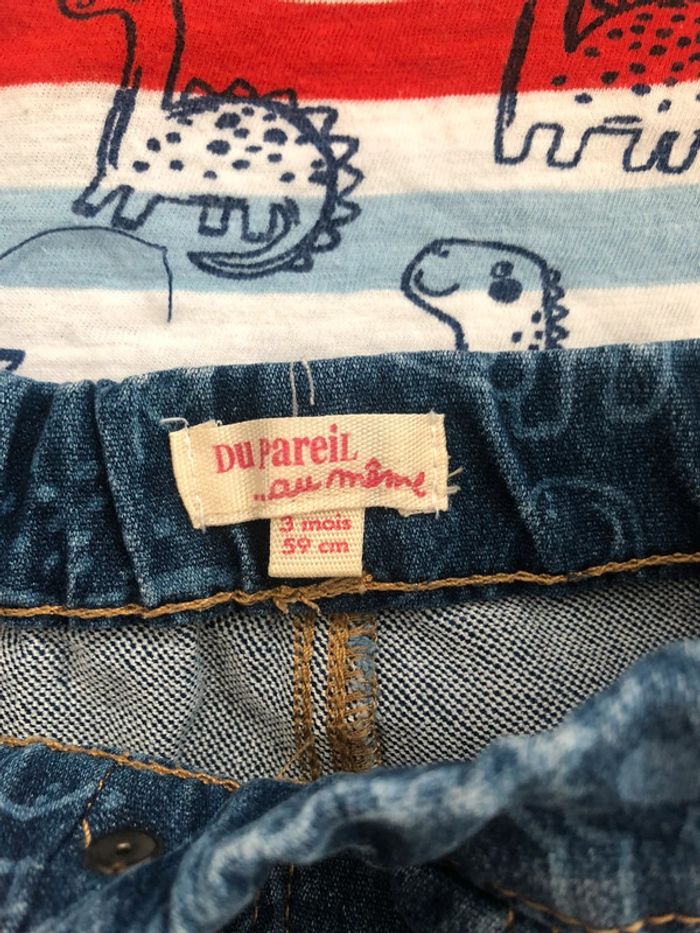 Du Pareil
..au même
3 mois
59 cm